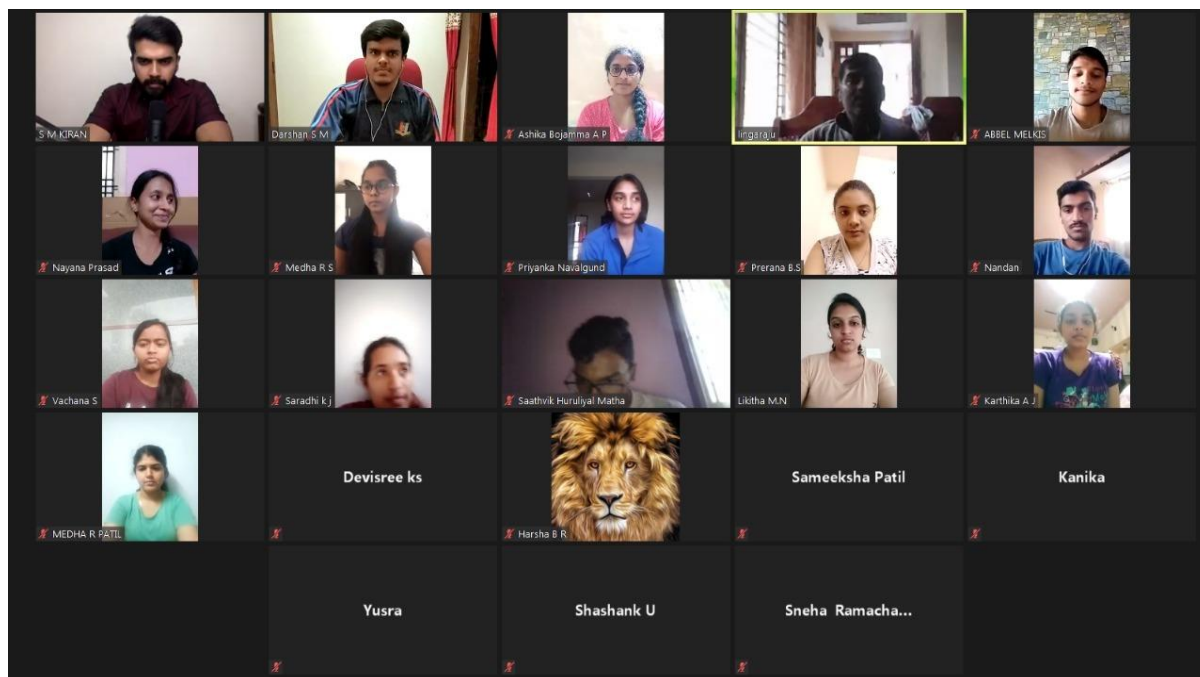 S M KIRAN
Darshan S M
Ashika Bojamma A P
lingaraju
ABBEL MELKIS
Nayana Prasad
Medha R S
Priyanka Navalgund
Prerana B.S
Nandan
Vachana S
Saradhi k j
Saathvik Huruliyal Matha
Likitha M.N
Karthika A J
MEDHA R PATIL
Devisree ks
Harsha B R
Sameeksha Patil
Kanika
Yusra
Shashank U
Sneha Ramacha...